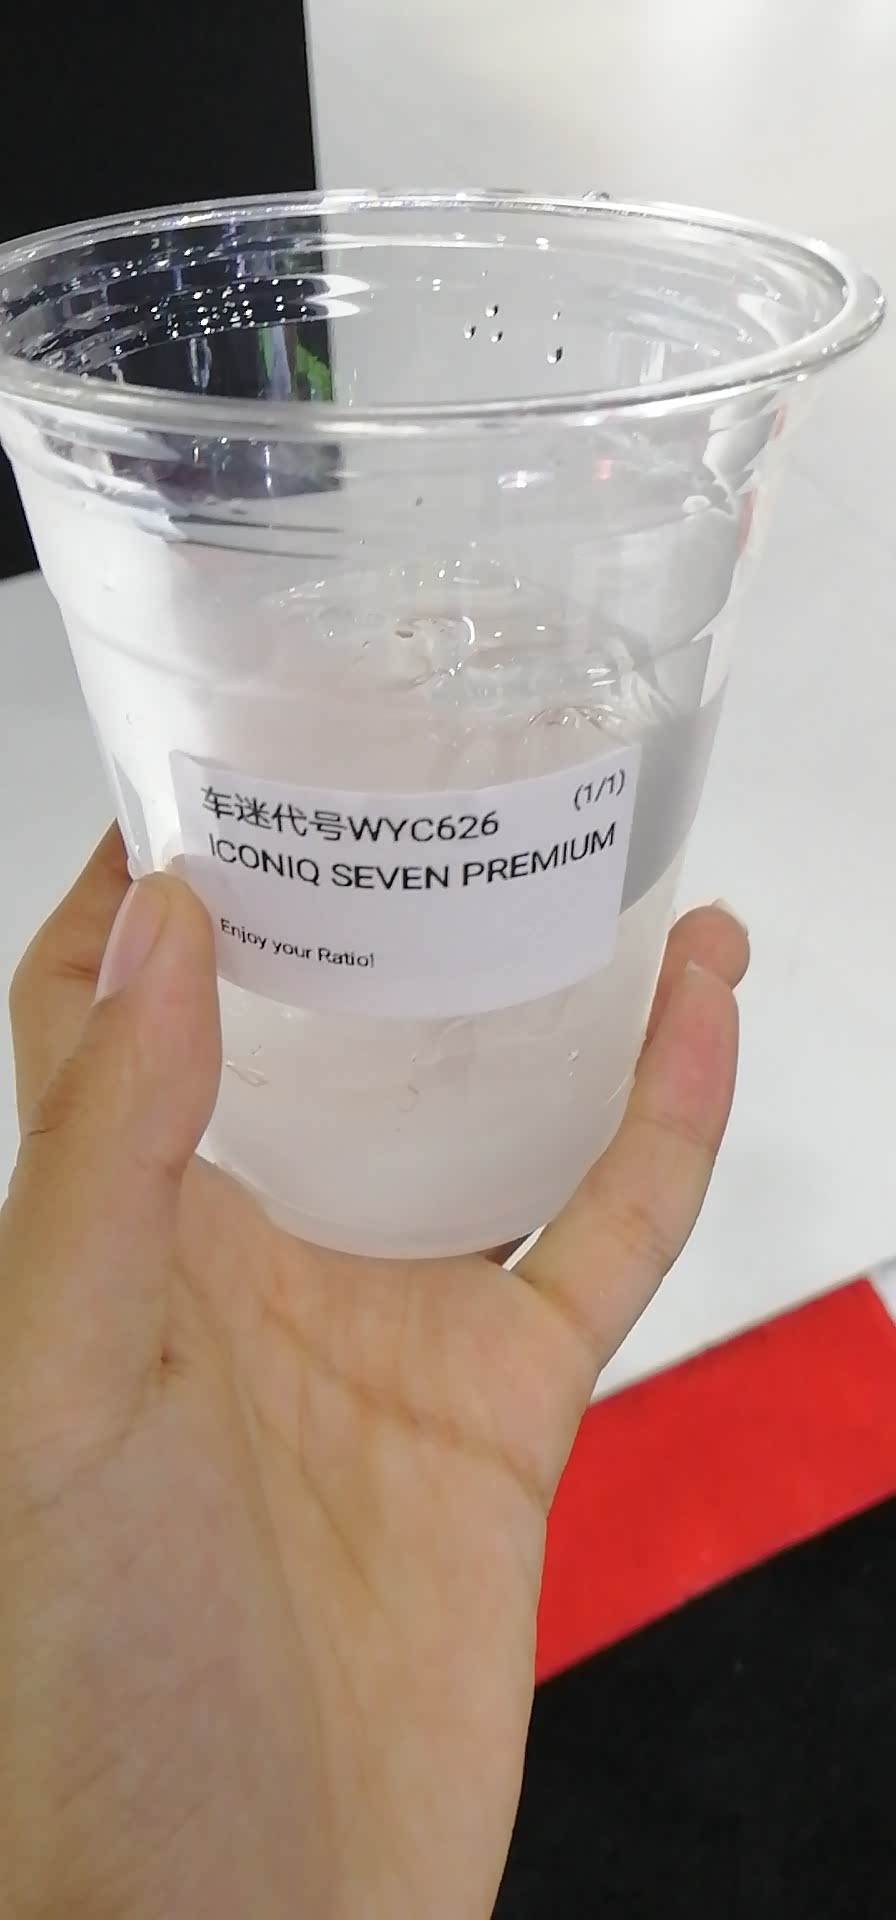 车迷代号WYC626 (1/1)
ICONIQ SEVEN PREMIUM
Enjoy your Ratio!